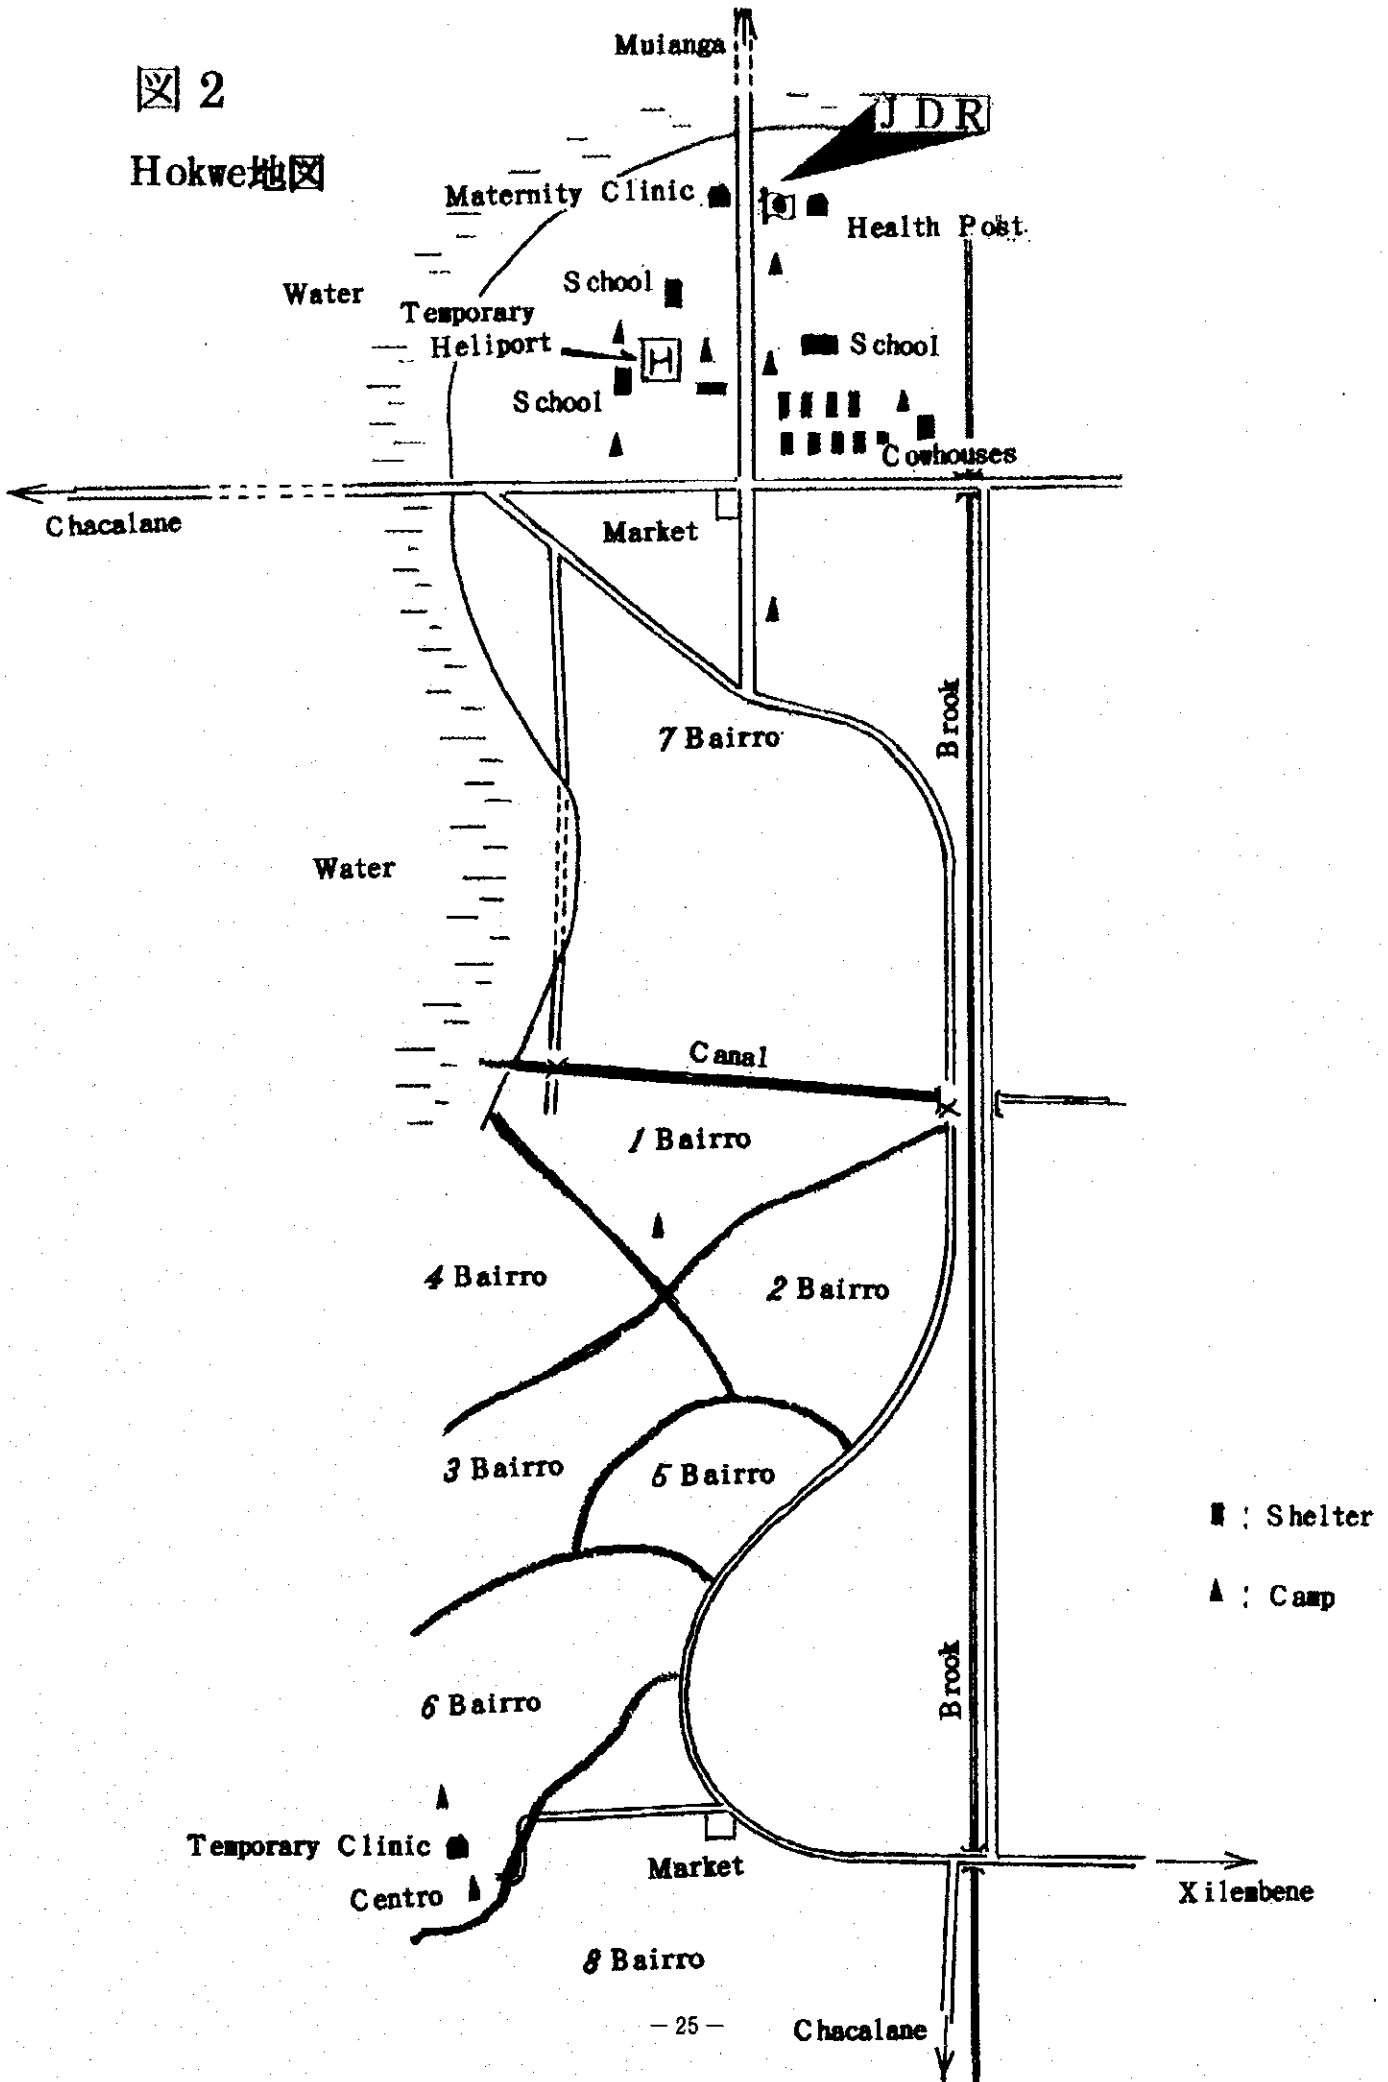 Muianga
図2
JDR
Hokwe地図
Maternity Clinic
Health Post
School
Water
Temporary
Heliport
H
School
School
Cowhouses
Chacalane
Market
Brook
7 Bairro
Water
Canal
1 Bairro
4 Bairro
2 Bairro
3 Bairro
5 Bairro
■ : Shelter
▲ : Camp
Brook
6 Bairro
Temporary Clinic
Market
Centro
Xilembene
8 Bairro
Chacalane
－25－